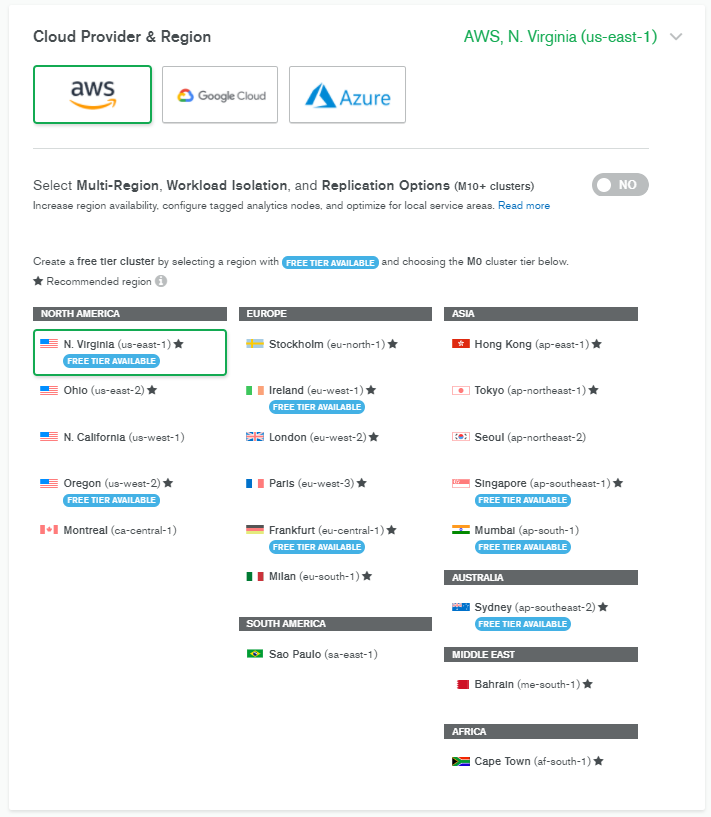 Cloud Provider & Region
AWS, N. Virginia (us-east-1)
aws
Google Cloud
Azure
Select Multi-Region, Workload Isolation, and Replication Options (M10+ clusters)
NO
Increase region availability, configure tagged analytics nodes, and optimize for local service areas. Read more
Create a free tier cluster by selecting a region with FREE TIER AVAILABLE and choosing the M0 cluster tier below.
★ Recommended region i
NORTH AMERICA
N. Virginia (us-east-1) ★
FREE TIER AVAILABLE
Ohio (us-east-2) ★
N. California (us-west-1)
Oregon (us-west-2) ★
FREE TIER AVAILABLE
Montreal (ca-central-1)
EUROPE
Stockholm (eu-north-1) ★
Ireland (eu-west-1) ★
FREE TIER AVAILABLE
London (eu-west-2) ★
Paris (eu-west-3) ★
Frankfurt (eu-central-1) ★
FREE TIER AVAILABLE
Milan (eu-south-1) ★
SOUTH AMERICA
Sao Paulo (sa-east-1)
ASIA
Hong Kong (ap-east-1) ★
Tokyo (ap-northeast-1) ★
Seoul (ap-northeast-2)
Singapore (ap-southeast-1) ★
FREE TIER AVAILABLE
Mumbai (ap-south-1)
FREE TIER AVAILABLE
AUSTRALIA
Sydney (ap-southeast-2) ★
FREE TIER AVAILABLE
MIDDLE EAST
Bahrain (me-south-1) ★
AFRICA
Cape Town (af-south-1) ★